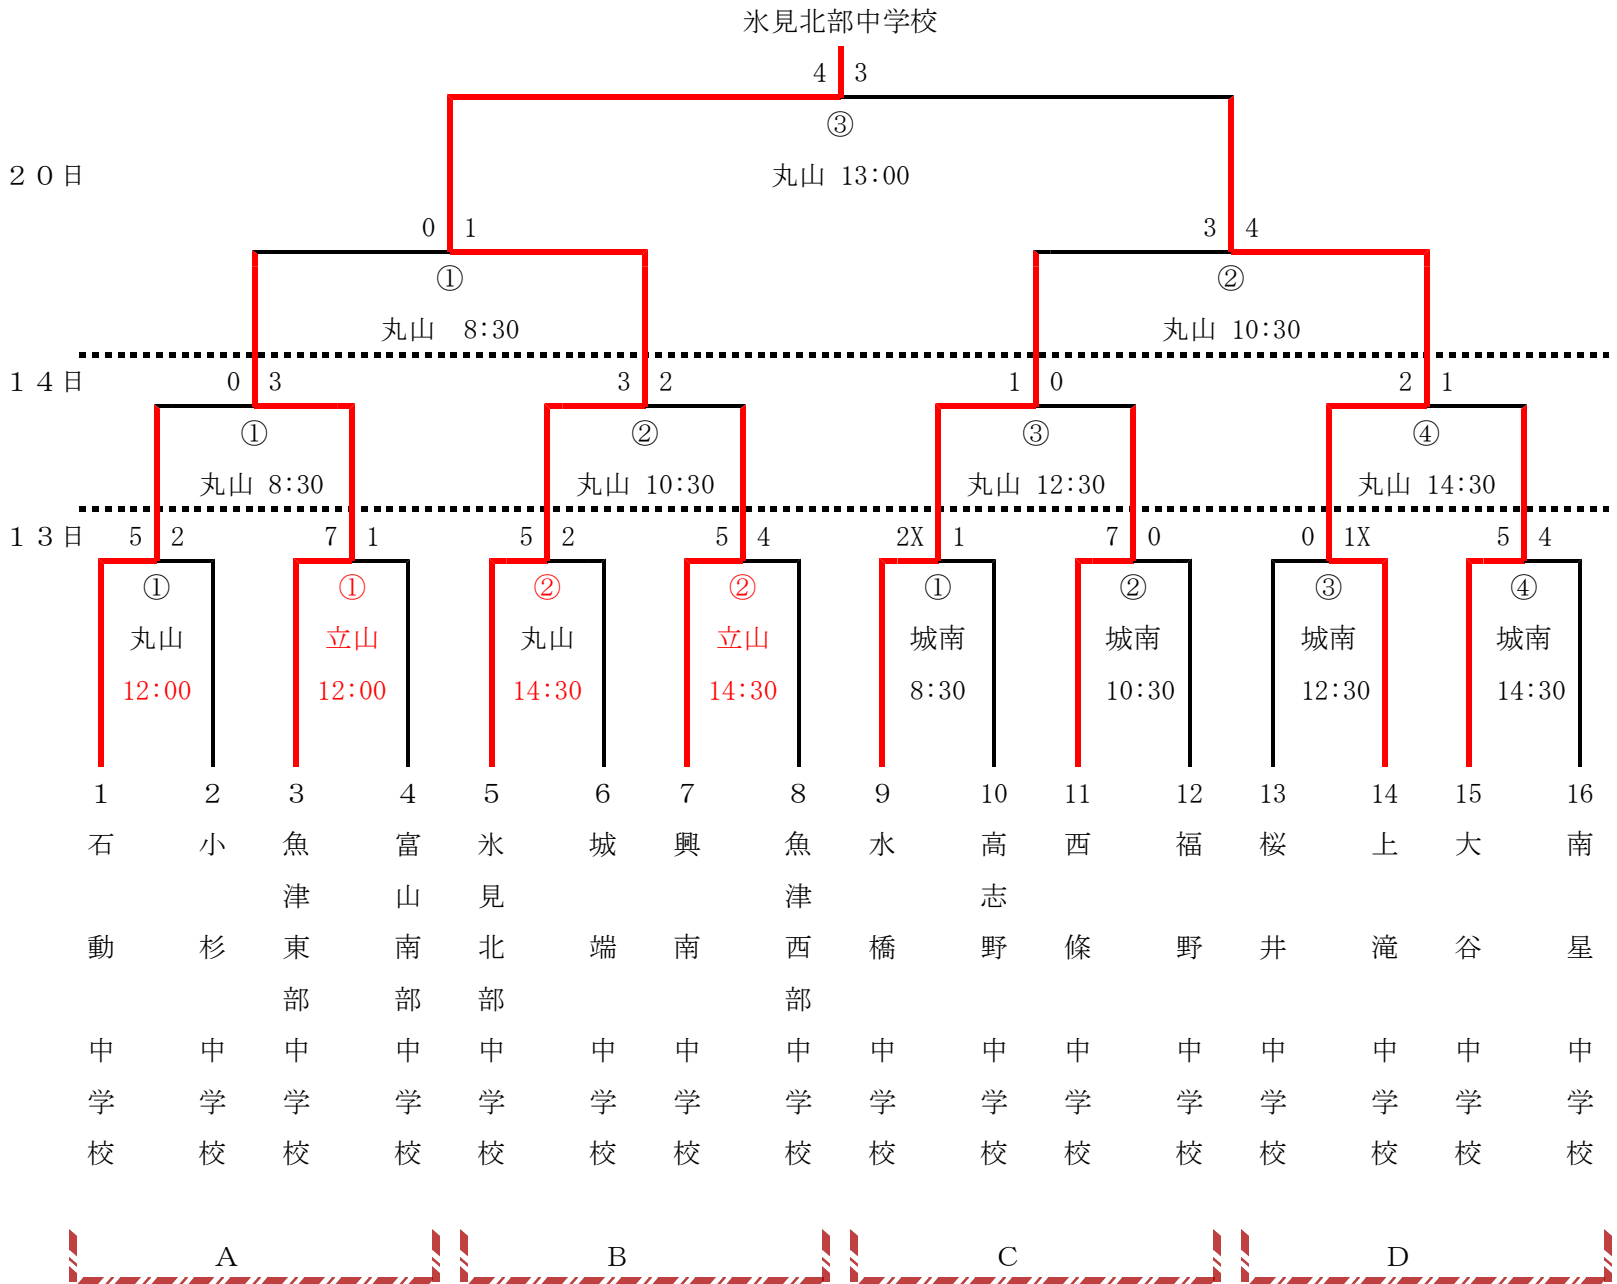 氷見北部中学校
4 3
③
２０日
丸山 13:00
0 1 3 4
① ②
丸山 8:30 丸山 10:30
１４日 0 3 3 2 1 0 2 1
① ② ③ ④
丸山 8:30 丸山 10:30 丸山 12:30 丸山 14:30
１３日 5 2 7 1 5 2 5 4 2X 1 7 0 0 1X 5 4
① ① ② ② ① ② ③ ④
丸山 立山 丸山 立山 城南 城南 城南 城南
12:00 12:00 14:30 14:30 8:30 10:30 12:30 14:30
1 石動中学校
2 小杉中学校
3 魚津東部中学校
4 富山南部中学校
5 氷見北部中学校
6 城端中学校
7 興南中学校
8 魚津西部中学校
9 水橋中学校
10 高志野中学校
11 西條中学校
12 福野中学校
13 桜井中学校
14 上滝中学校
15 大谷中学校
16 南星中学校
A B C D